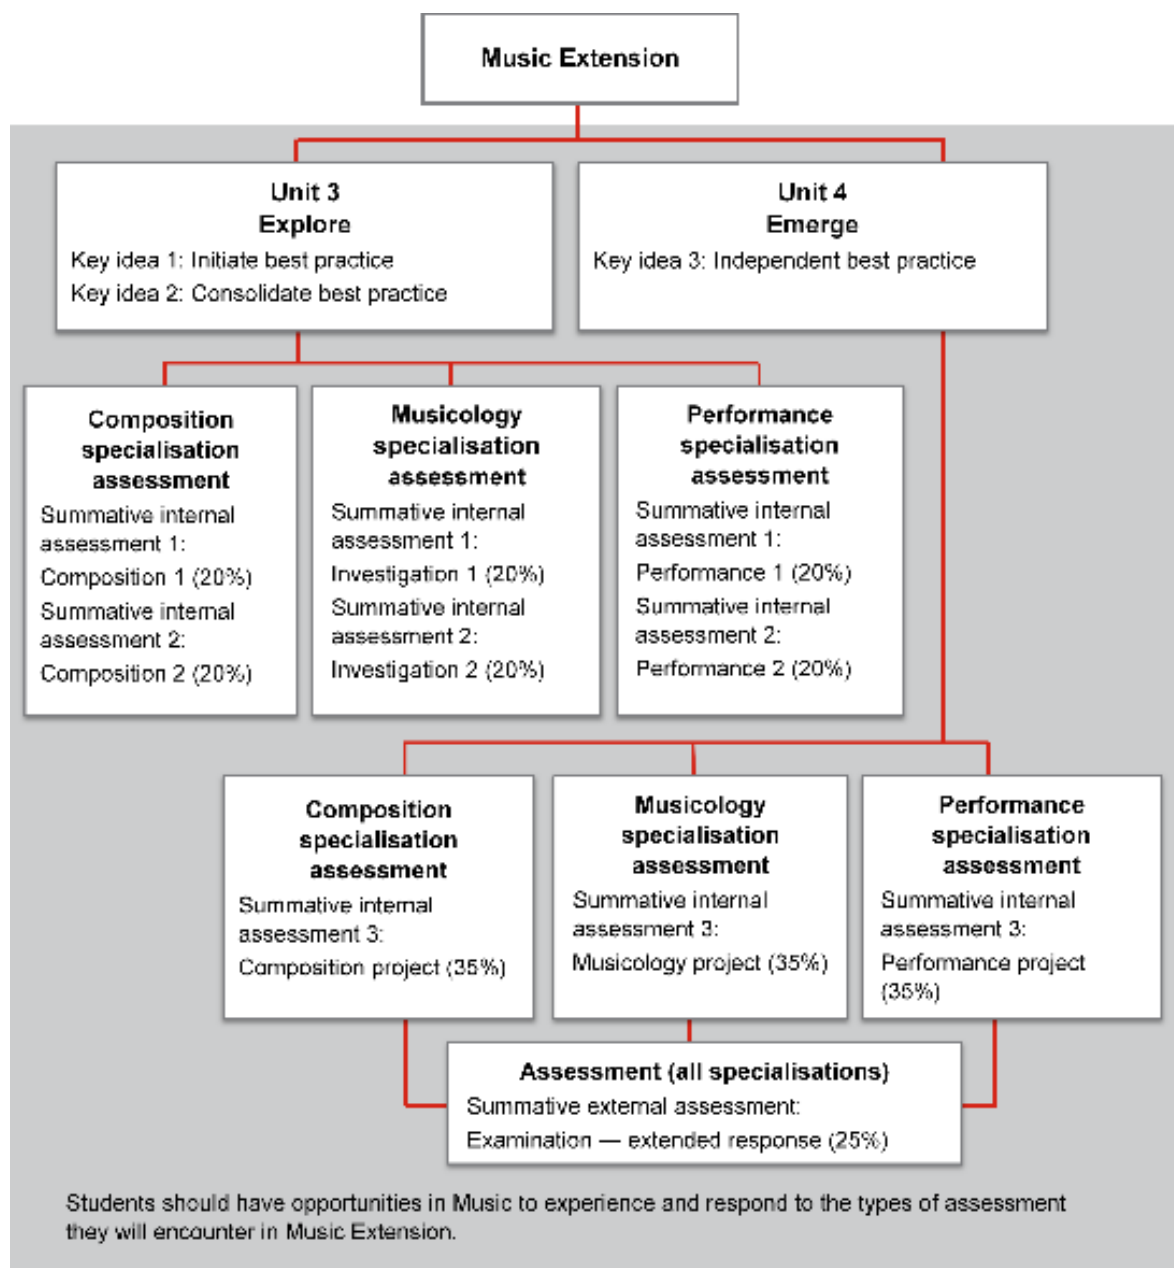 Music Extension
Unit 3
Explore
Key idea 1: Initiate best practice
Key idea 2: Consolidate best practice
Unit 4
Emerge
Key idea 3: Independent best practice
Composition
specialisation
assessment
Summative internal
assessment 1:
Composition 1 (20%)
Summative internal
assessment 2:
Composition 2 (20%)
Musicology
specialisation
assessment
Summative internal
assessment 1:
Investigation 1 (20%)
Summative internal
assessment 2:
Investigation 2 (20%)
Performance
specialisation
assessment
Summative internal
assessment 1:
Performance 1 (20%)
Summative internal
assessment 2:
Performance 2 (20%)
Composition
specialisation
assessment
Summative internal
assessment 3:
Composition project (35%)
Musicology
specialisation
assessment
Summative internal
assessment 3:
Musicology project (35%)
Performance
specialisation
assessment
Summative internal
assessment 3:
Performance project
(35%)
Assessment (all specialisations)
Summative external assessment:
Examination — extended response (25%)
Students should have opportunities in Music to experience and respond to the types of assessment
they will encounter in Music Extension.